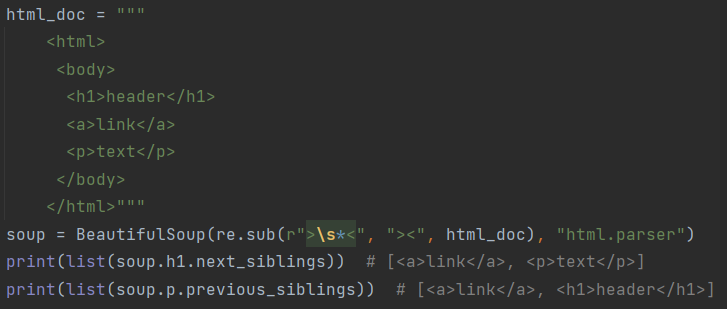 html_doc = """
    <html>
     <body>
      <h1>header</h1>
      <a>link</a>
      <p>text</p>
     </body>
    </html>"""
soup = BeautifulSoup(re.sub(r">\s*<", "><", html_doc), "html.parser")
print(list(soup.h1.next_siblings))  # [<a>link</a>, <p>text</p>]
print(list(soup.p.previous_siblings))  # [<a>link</a>, <h1>header</h1>]